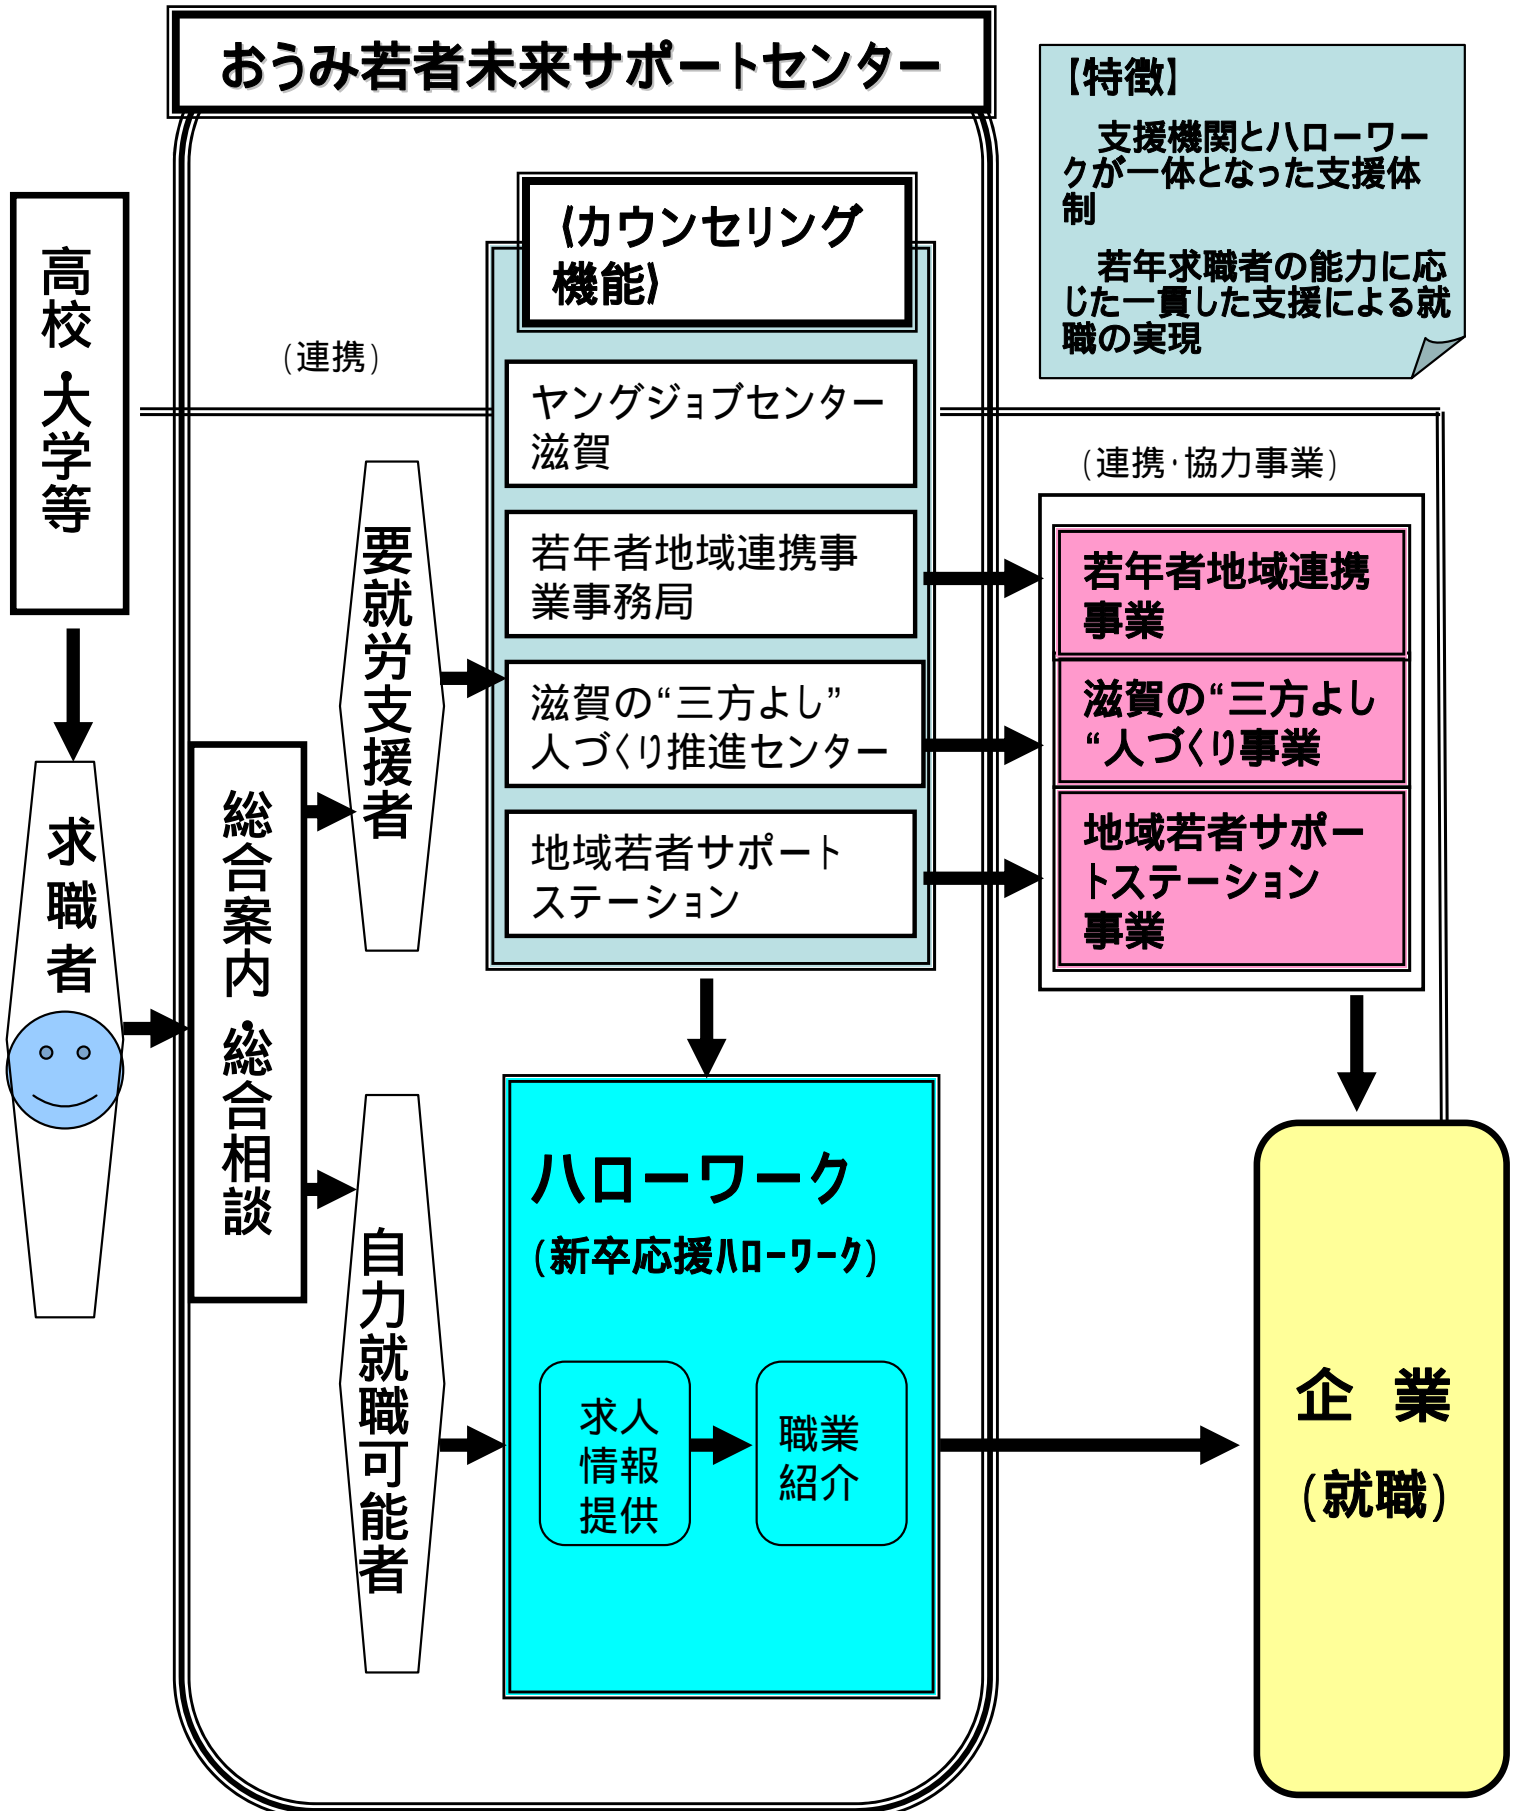 おうみ若者未来サポートセンター
【特徴】
支援機関とハローワー
クが一体となった支援体
制
若年求職者の能力に応
じた一貫した支援による就
職の実現
高校・大学等
(連携)
〈カウンセリング
機能〉
ヤングジョブセンター
滋賀
若年者地域連携事
業事務局
滋賀の“三方よし”
人づくり推進センター
地域若者サポート
ステーション
(連携・協力事業)
若年者地域連携
事業
滋賀の“三方よし
“人づくり事業
地域若者サポー
トステーション
事業
要就労支援者
求職者
総合案内・総合相談
自力就職可能者
ハローワーク
(新卒応援ﾊﾛｰﾜｰｸ)
求人
情報
提供
職業
紹介
企 業
(就職)